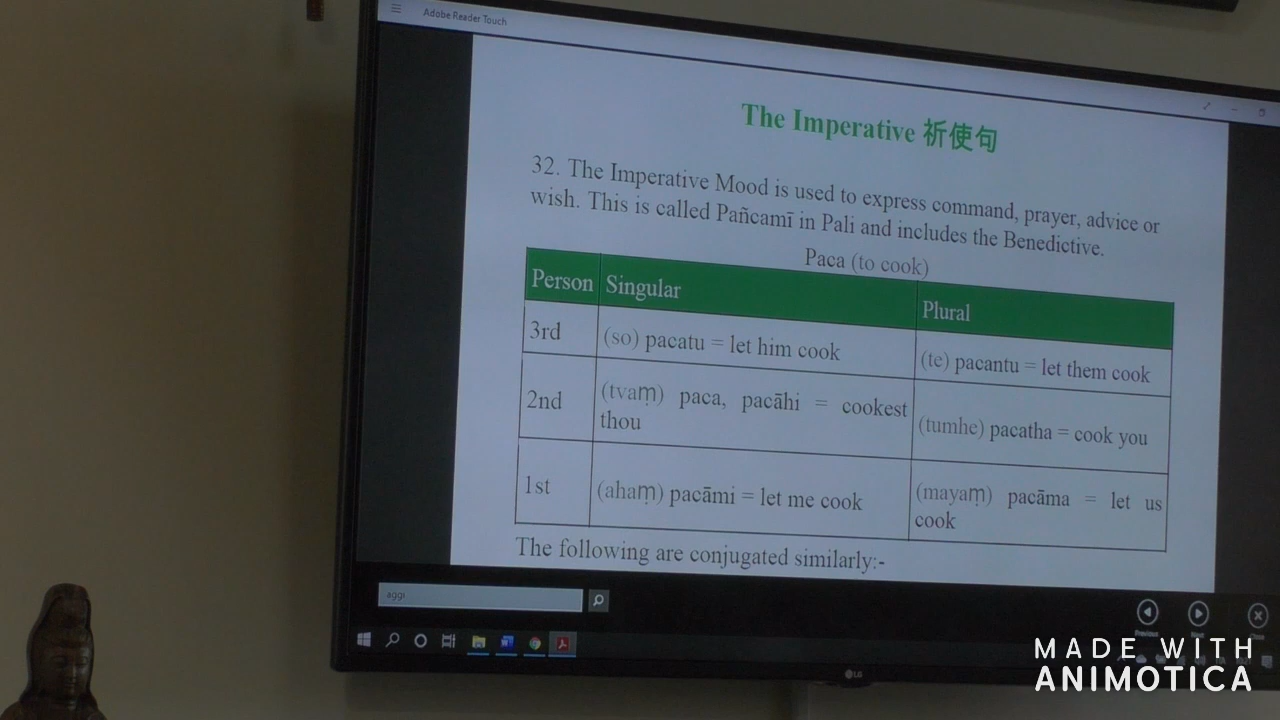 Adobe Reader Touch
The Imperative 祈使句
32. The Imperative Mood is used to express command, prayer, advice or
wish. This is called Pañcamī in Pali and includes the Benedictive.
Paca (to cook)
Person Singular Plural
3rd (so) pacatu = let him cook (te) pacantu = let them cook
2nd (tvaṃ) paca, pacāhi = cookest
thou
(tumhe) pacatha = cook you
1st (ahaṃ) pacāmi = let me cook (mayaṃ) pacāma = let us
cook
The following are conjugated similarly:-
aggi
Previous
LG
MADE WITH
ANIMOTICA